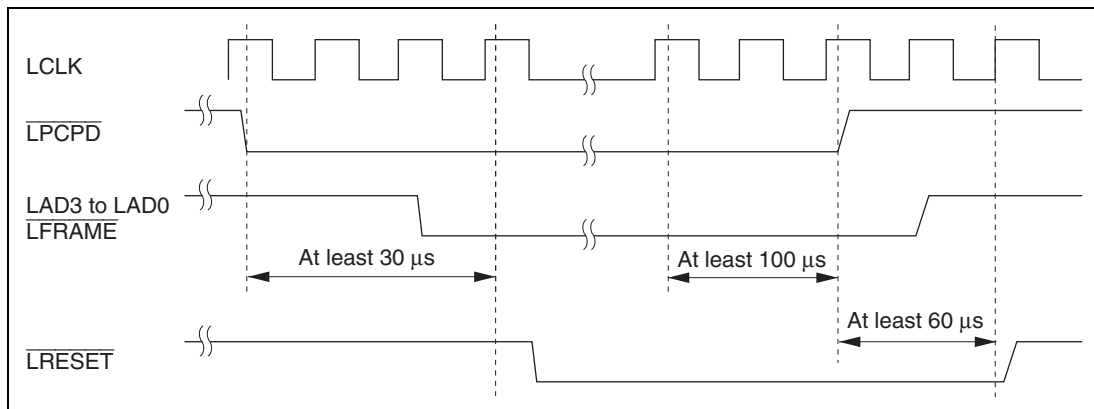 LCLK
LPCPD
LAD3 to LAD0
LFRAME
At least 30 μs
At least 100 μs
At least 60 μs
LRESET